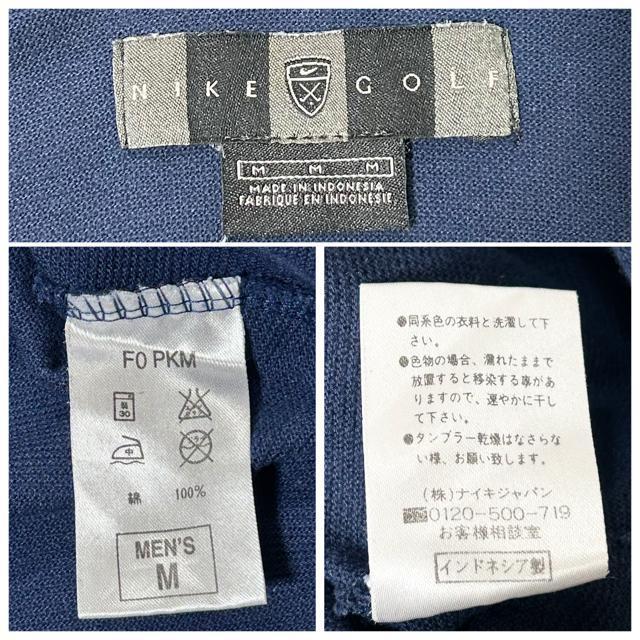 NIKE GOLF
M M M
MADE IN INDONESIA
FABRIQUE EN INDONESIE
F0 PKM
弱
30
中
綿 100%
MEN'S
M
●同系色の衣料と洗濯して下
さい。
●色物の場合、濡れたままで
放置すると移染する事があ
りますので、速やかに干し
て下さい。
●タンブラー乾燥はなさらな
い様、お願い致します。
(株)ナイキジャパン
0120-500-719
お客様相談室
インドネシア製